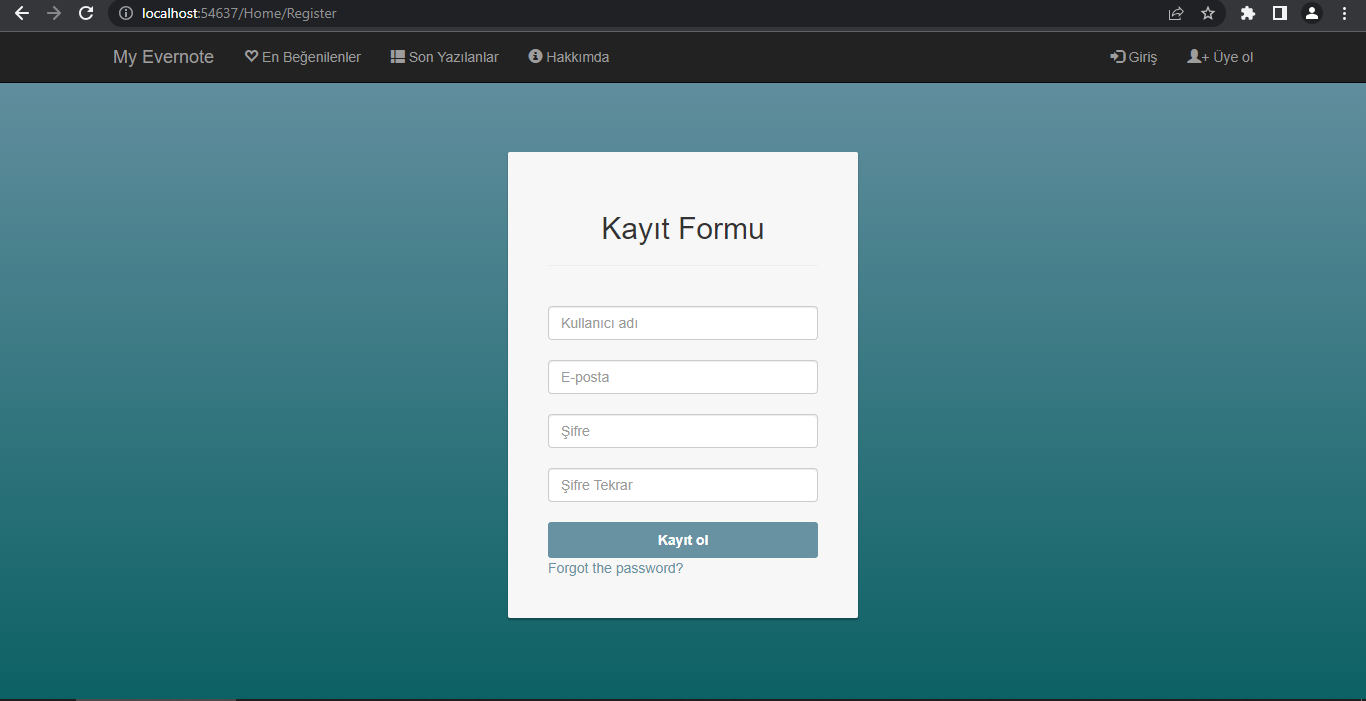 localhost:54637/Home/Register
My Evernote En Beğenilenler Son Yazılanlar Hakkımda Giriş + Üye ol
Kayıt Formu
Kullanıcı adı
E-posta
Şifre
Şifre Tekrar
Kayıt ol
Forgot the password?